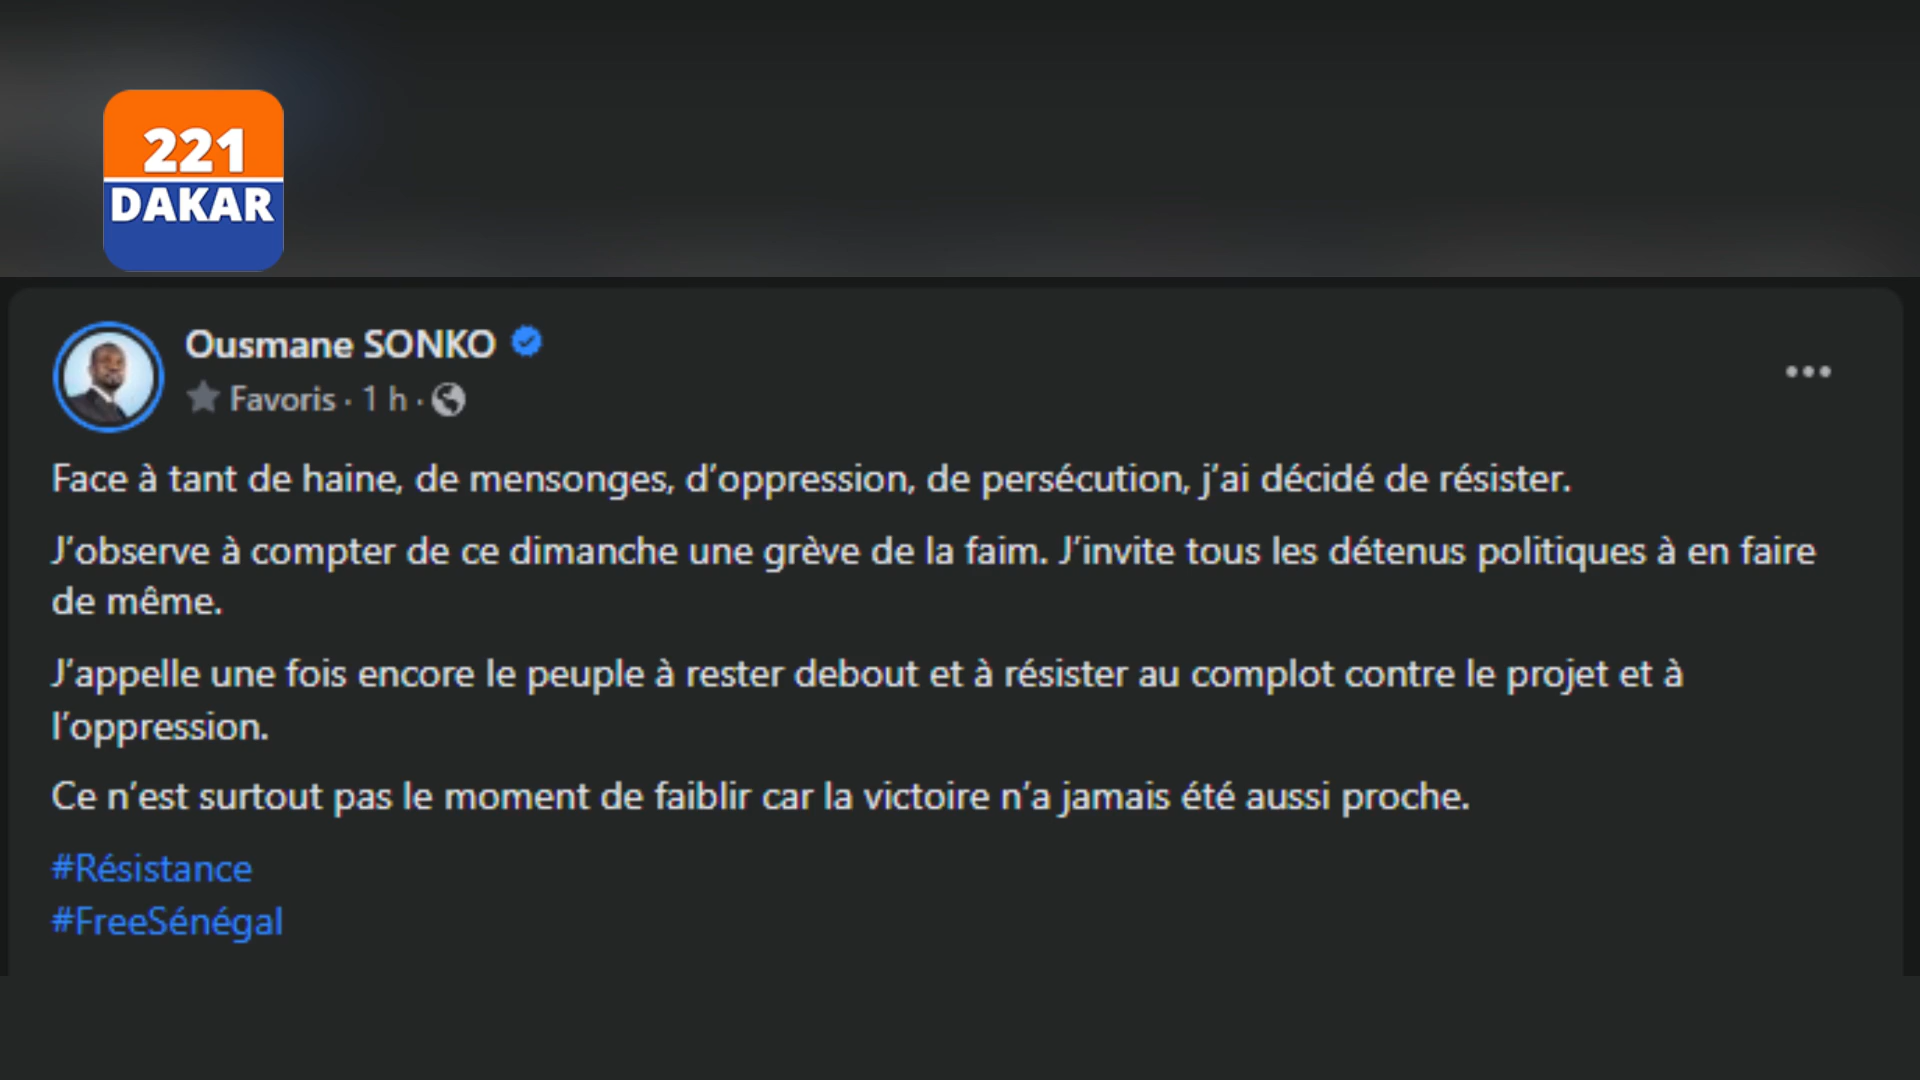 221
DAKAR
Ousmane SONKO
Favoris · 1 h ·
Face à tant de haine, de mensonges, d’oppression, de persécution, j’ai décidé de résister.
J’observe à compter de ce dimanche une grève de la faim. J’invite tous les détenus politiques à en faire
de même.
J’appelle une fois encore le peuple à rester debout et à résister au complot contre le projet et à
l’oppression.
Ce n’est surtout pas le moment de faiblir car la victoire n’a jamais été aussi proche.
#Résistance
#FreeSénégal